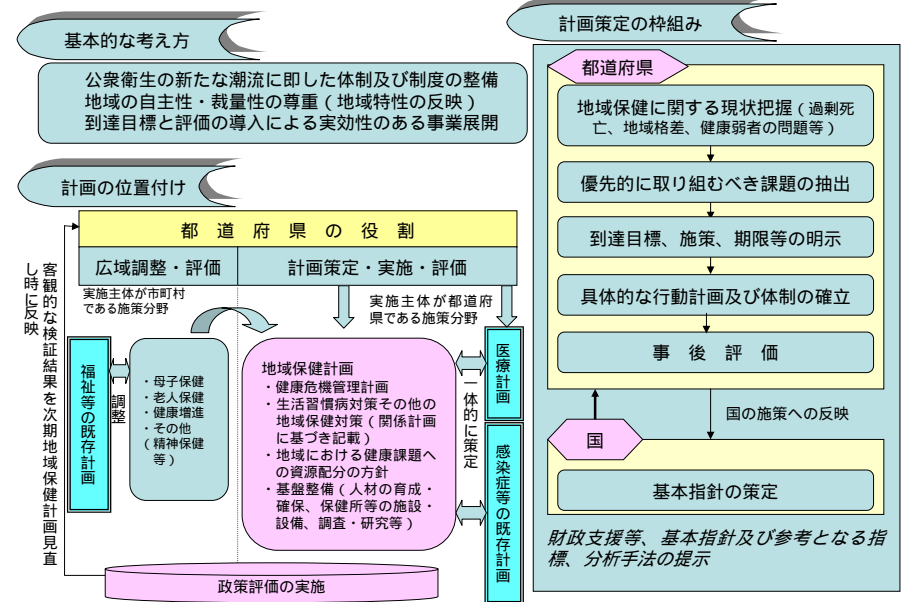 基本的な考え方
公衆衛生の新たな潮流に即した体制及び制度の整備
地域の自主性・裁量性の尊重（地域特性の反映）
到達目標と評価の導入による実効性のある事業展開
計画の位置付け
都道府県の役割
広域調整・評価
計画策定・実施・評価
実施主体が市町村
である施策分野
実施主体が都道府
県である施策分野
客観的な検証結果を次期地域保健計画見直
し時に反映
福祉等の既存計画
調整
・母子保健
・老人保健
・健康増進
・その他
（精神保健
等）
地域保健計画
・健康危機管理計画
・生活習慣病対策その他の
地域保健対策（関係計画
に基づき記載）
・地域における健康課題へ
の資源配分の方針
・基盤整備（人材の育成・
確保、保健所等の施設・
設備、調査・研究等）
一体的に策定
医療計画
感染症等の既存計画
政策評価の実施
計画策定の枠組み
都道府県
地域保健に関する現状把握（過剰死
亡、地域格差、健康弱者の問題等）
優先的に取り組むべき課題の抽出
到達目標、施策、期限等の明示
具体的な行動計画及び体制の確立
事後評価
国の施策への反映
国
基本指針の策定
財政支援等、基本指針及び参考となる指
標、分析手法の提示